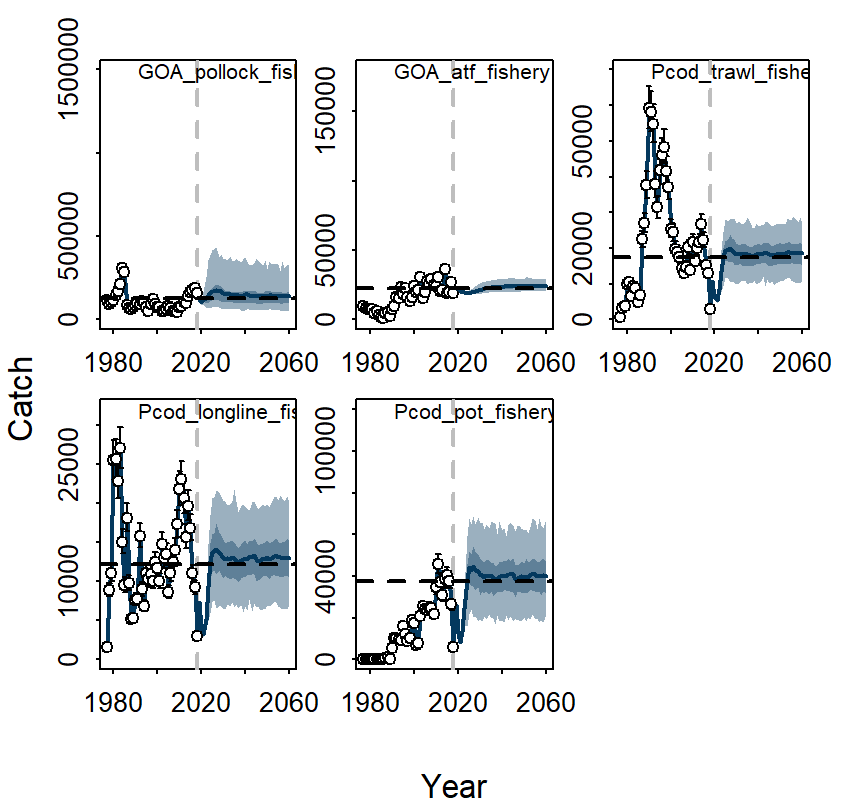 GOA_pollock_fis
GOA_atf_fishery
Pcod_trawl_fishe
0 500000 1500000
0 50000 150000
0 20000 50000
1980 2020 2060
1980 2020 2060
1980 2020 2060
Catch
Pcod_longline_fis
Pcod_pot_fishery
0 10000 25000
0 40000 100000
1980 2020 2060
1980 2020 2060
Year